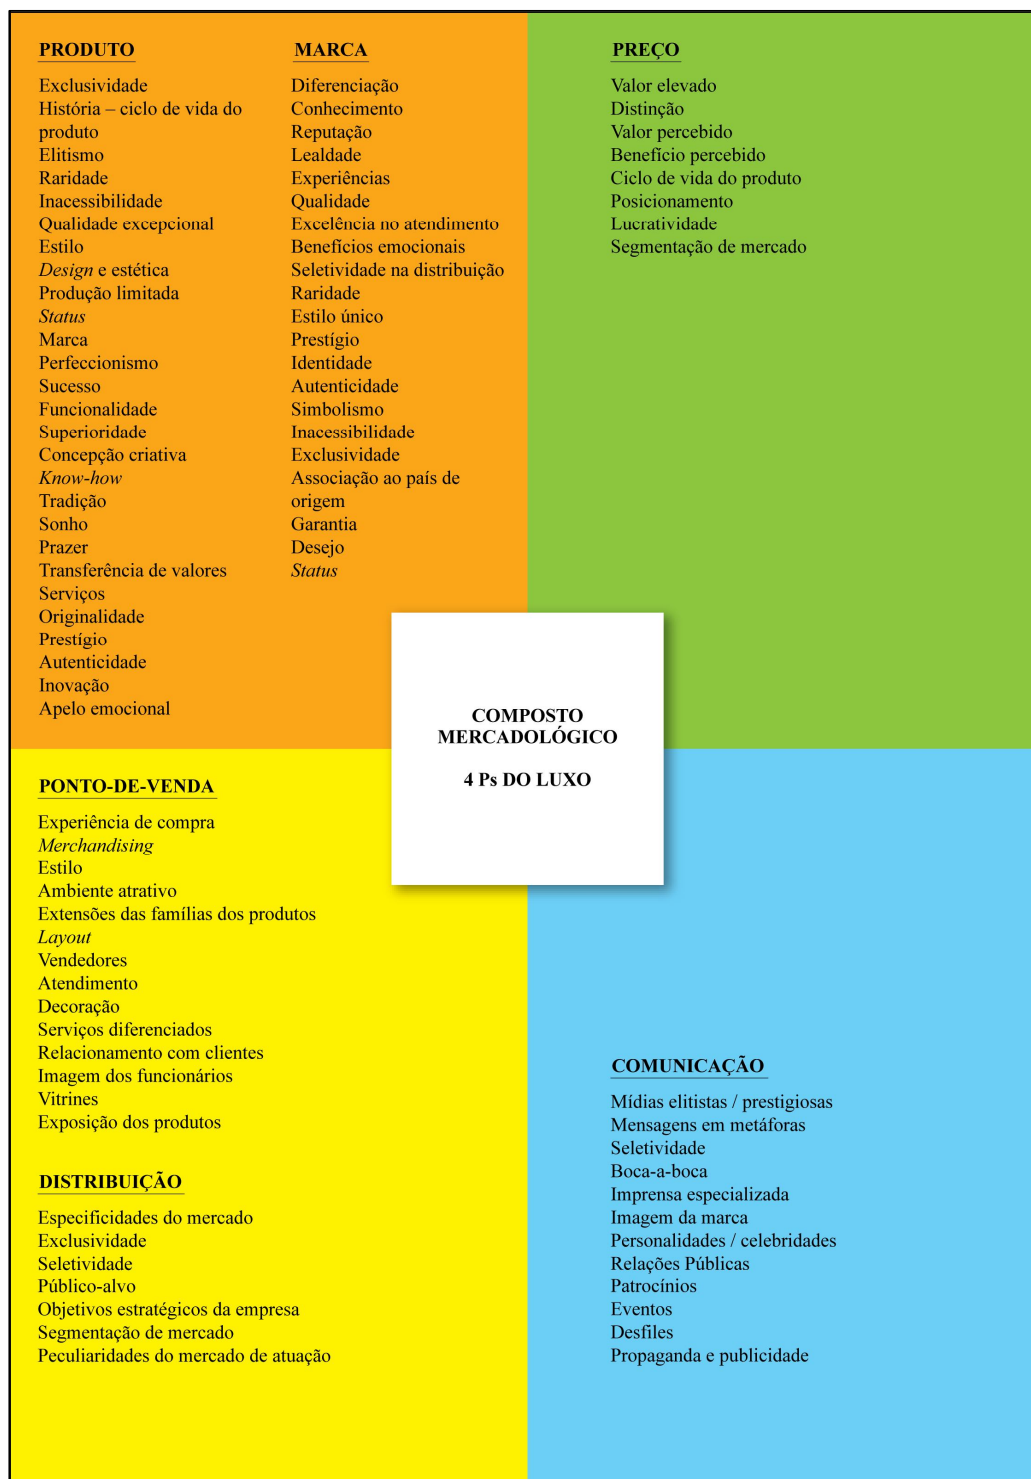 PRODUTO
Exclusividade
História – ciclo de vida do
produto
Elitismo
Raridade
Inacessibilidade
Qualidade excepcional
Estilo
Design e estética
Produção limitada
Status
Marca
Perfeccionismo
Sucesso
Funcionalidade
Superioridade
Concepção criativa
Know-how
Tradição
Sonho
Prazer
Transferência de valores
Serviços
Originalidade
Prestígio
Autenticidade
Inovação
Apelo emocional
MARCA
Diferenciação
Conhecimento
Reputação
Lealdade
Experiências
Qualidade
Excelência no atendimento
Benefícios emocionais
Seletividade na distribuição
Raridade
Estilo único
Prestígio
Identidade
Autenticidade
Simbolismo
Inacessibilidade
Exclusividade
Associação ao país de
origem
Garantia
Desejo
Status
PREÇO
Valor elevado
Distinção
Valor percebido
Benefício percebido
Ciclo de vida do produto
Posicionamento
Lucratividade
Segmentação de mercado
COMPOSTO
MERCADOLÓGICO
4 Ps DO LUXO
PONTO-DE-VENDA
Experiência de compra
Merchandising
Estilo
Ambiente atrativo
Extensões das famílias dos produtos
Layout
Vendedores
Atendimento
Decoração
Serviços diferenciados
Relacionamento com clientes
Imagem dos funcionários
Vitrines
Exposição dos produtos
DISTRIBUIÇÃO
Especificidades do mercado
Exclusividade
Seletividade
Público-alvo
Objetivos estratégicos da empresa
Segmentação de mercado
Peculiaridades do mercado de atuação
COMUNICAÇÃO
Mídias elitistas / prestigiosas
Mensagens em metáforas
Seletividade
Boca-a-boca
Imprensa especializada
Imagem da marca
Personalidades / celebridades
Relações Públicas
Patrocínios
Eventos
Desfiles
Propaganda e publicidade